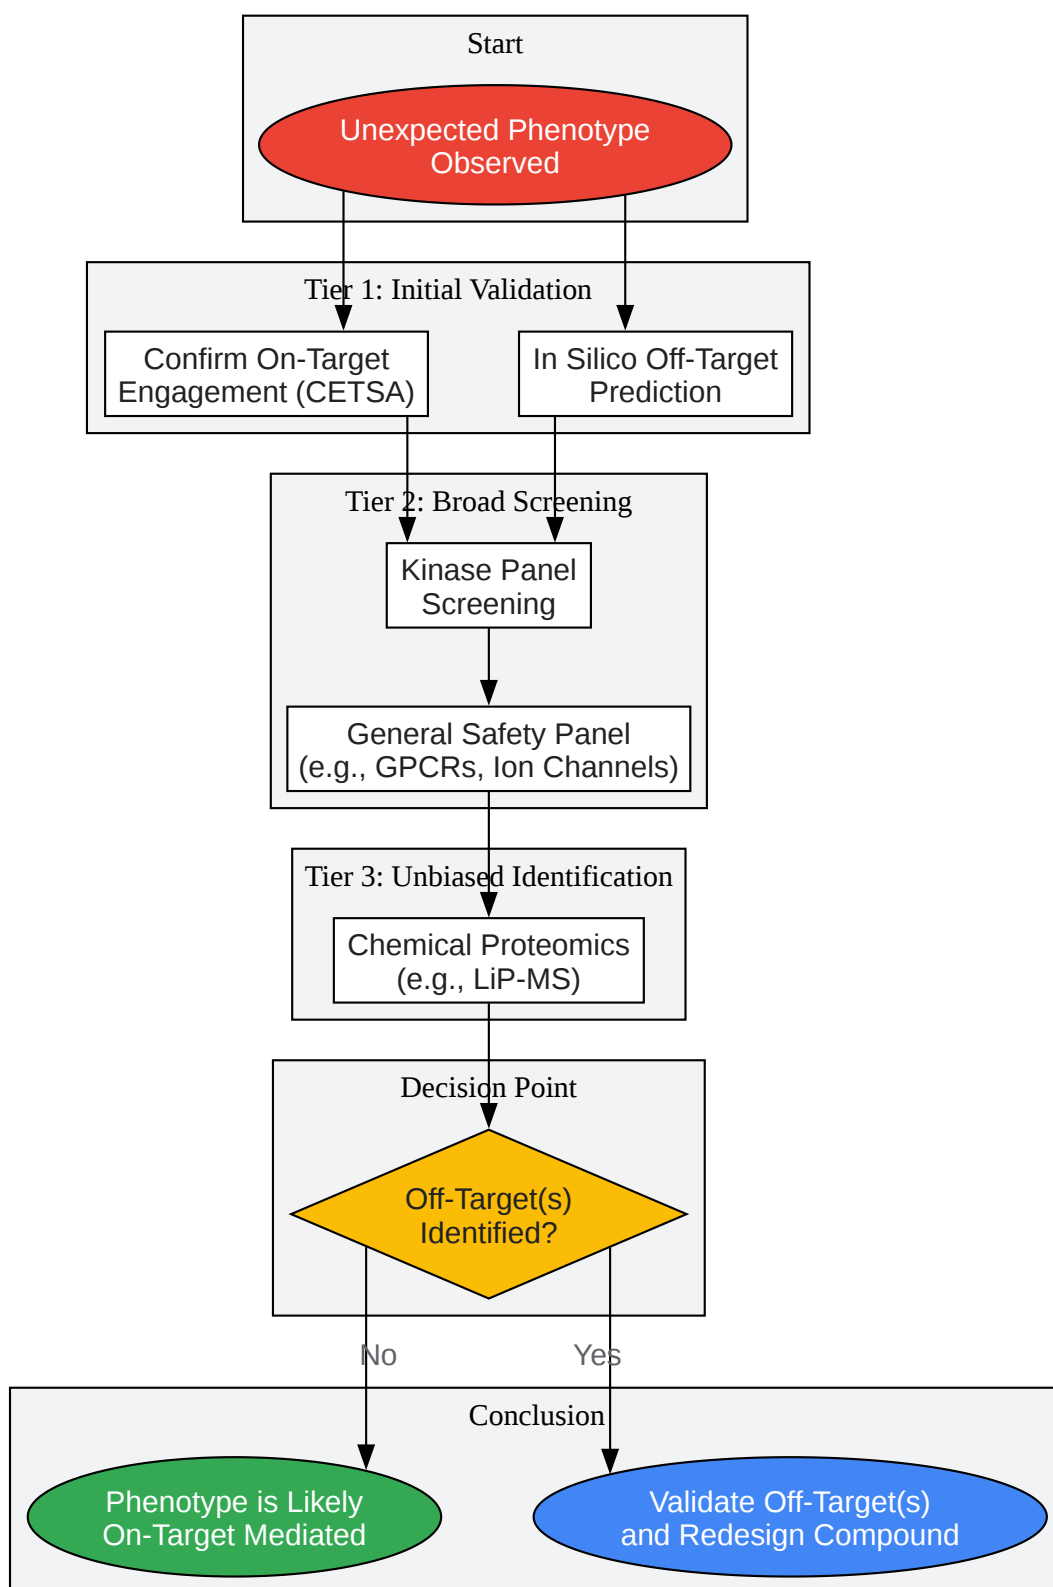 Start
Unexpected Phenotype
Observed
Tier 1: Initial Validation
Confirm On-Target
Engagement (CETSA)
In Silico Off-Target
Prediction
Tier 2: Broad Screening
Kinase Panel
Screening
General Safety Panel
(e.g., GPCRs, Ion Channels)
Tier 3: Unbiased Identification
Chemical Proteomics
(e.g., LiP-MS)
Decision Point
Off-Target(s)
Identified?
No
Yes
Conclusion
Phenotype is Likely
On-Target Mediated
Validate Off-Target(s)
and Redesign Compound